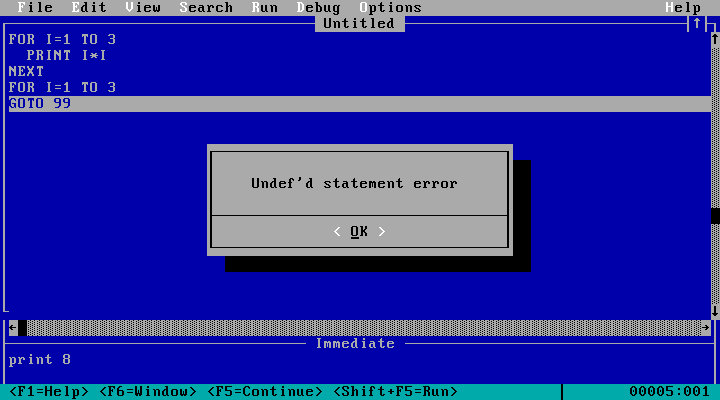 File Edit View Search Run Debug Options Help
Untitled
↑
FOR I=1 TO 3
  PRINT I*I
NEXT
FOR I=1 TO 3
GOTO 99
Undef'd statement error
< OK >
Immediate
print 8
<F1=Help> <F6=Window> <F5=Continue> <Shift+F5=Run> 00005:001